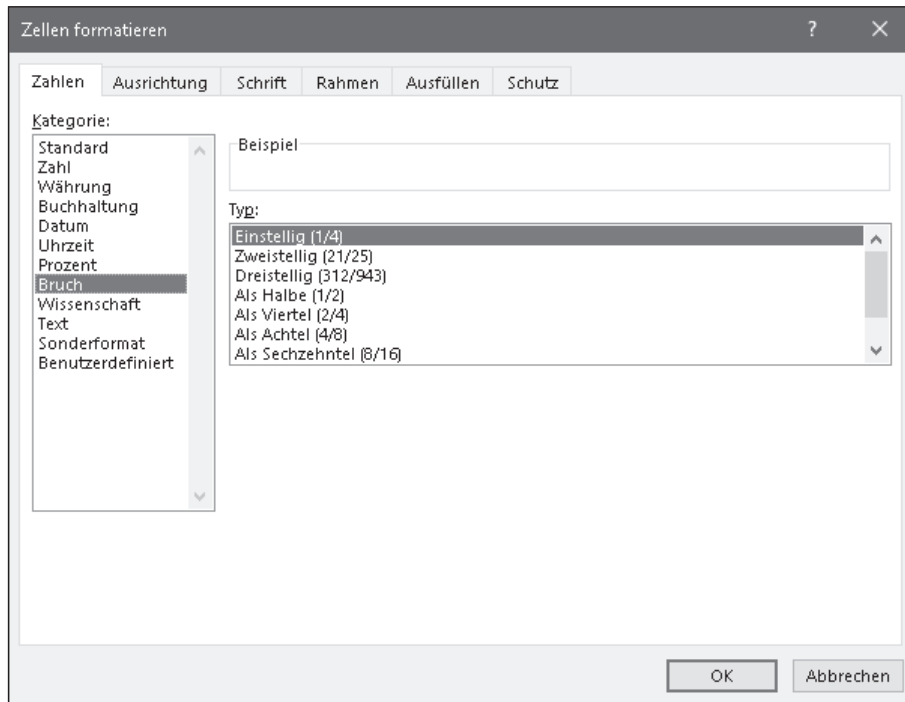 Zellen formatieren
Zahlen Ausrichtung Schrift Rahmen Ausfüllen Schutz
Kategorie:
Standard
Zahl
Währung
Buchhaltung
Datum
Uhrzeit
Prozent
Bruch
Wissenschaft
Text
Sonderformat
Benutzerdefiniert
Beispiel
Typ:
Einstellig (1/4)
Zweistellig (21/25)
Dreistellig (312/943)
Als Halbe (1/2)
Als Viertel (2/4)
Als Achtel (4/8)
Als Sechzehntel (8/16)
OK Abbrechen